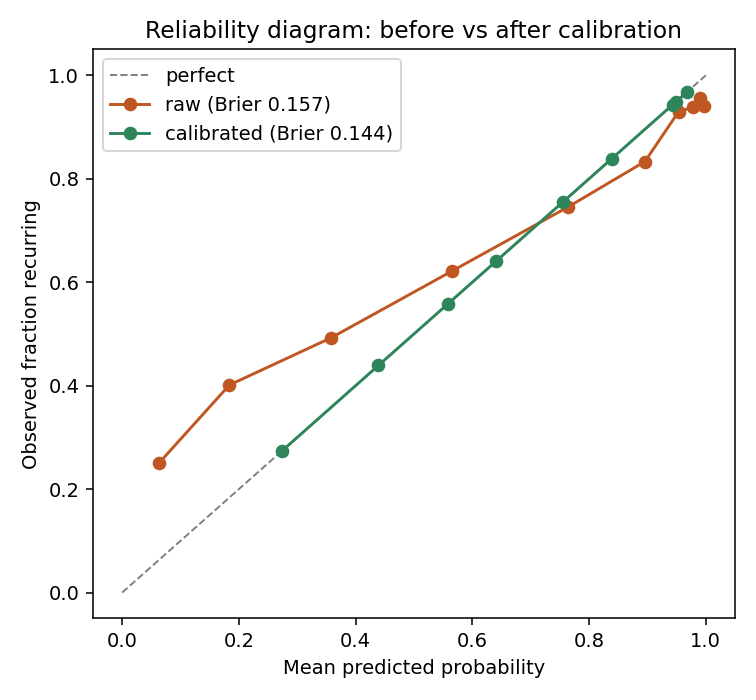 Reliability diagram: before vs after calibration
perfect
raw (Brier 0.157)
calibrated (Brier 0.144)
Observed fraction recurring
1.0
0.8
0.6
0.4
0.2
0.0
0.0 0.2 0.4 0.6 0.8 1.0
Mean predicted probability